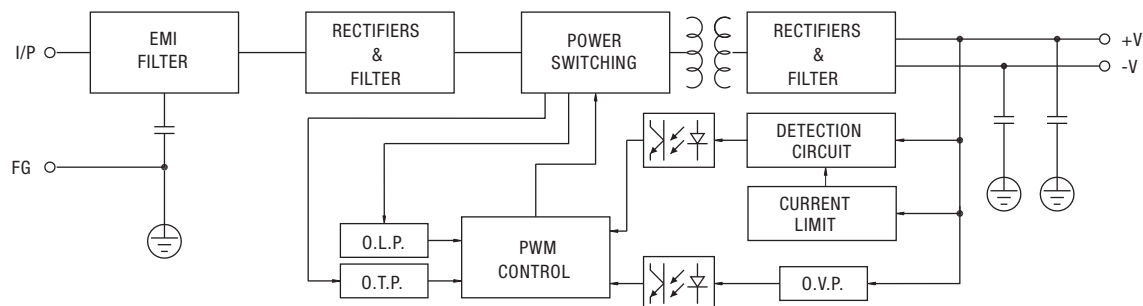 I/P
EMI
FILTER
RECTIFIERS
&
FILTER
POWER
SWITCHING
RECTIFIERS
&
FILTER
+V
-V
FG
DETECTION
CIRCUIT
CURRENT
LIMIT
O.L.P.
O.T.P.
PWM
CONTROL
O.V.P.